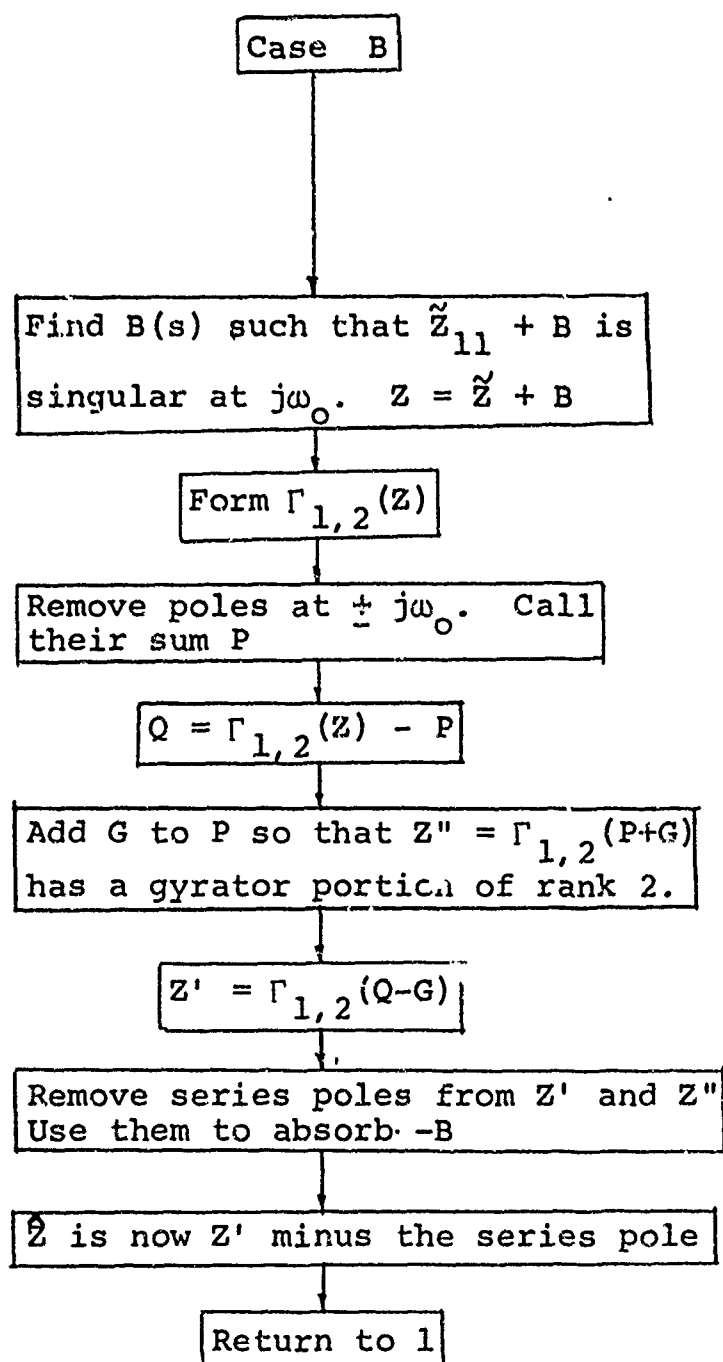 Case B
Find B(s) such that Z̃₁₁ + B is
singular at jω₀. Z = Z̃ + B
Form Γ₁,₂(Z)
Remove poles at ± jω₀. Call
their sum P
Q = Γ₁,₂(Z) - P
Add G to P so that Z" = Γ₁,₂(P+G)
has a gyrator portion of rank 2.
Z' = Γ₁,₂(Q-G)
Remove series poles from Z' and Z"
Use them to absorb -B
Ẑ is now Z' minus the series pole
Return to 1